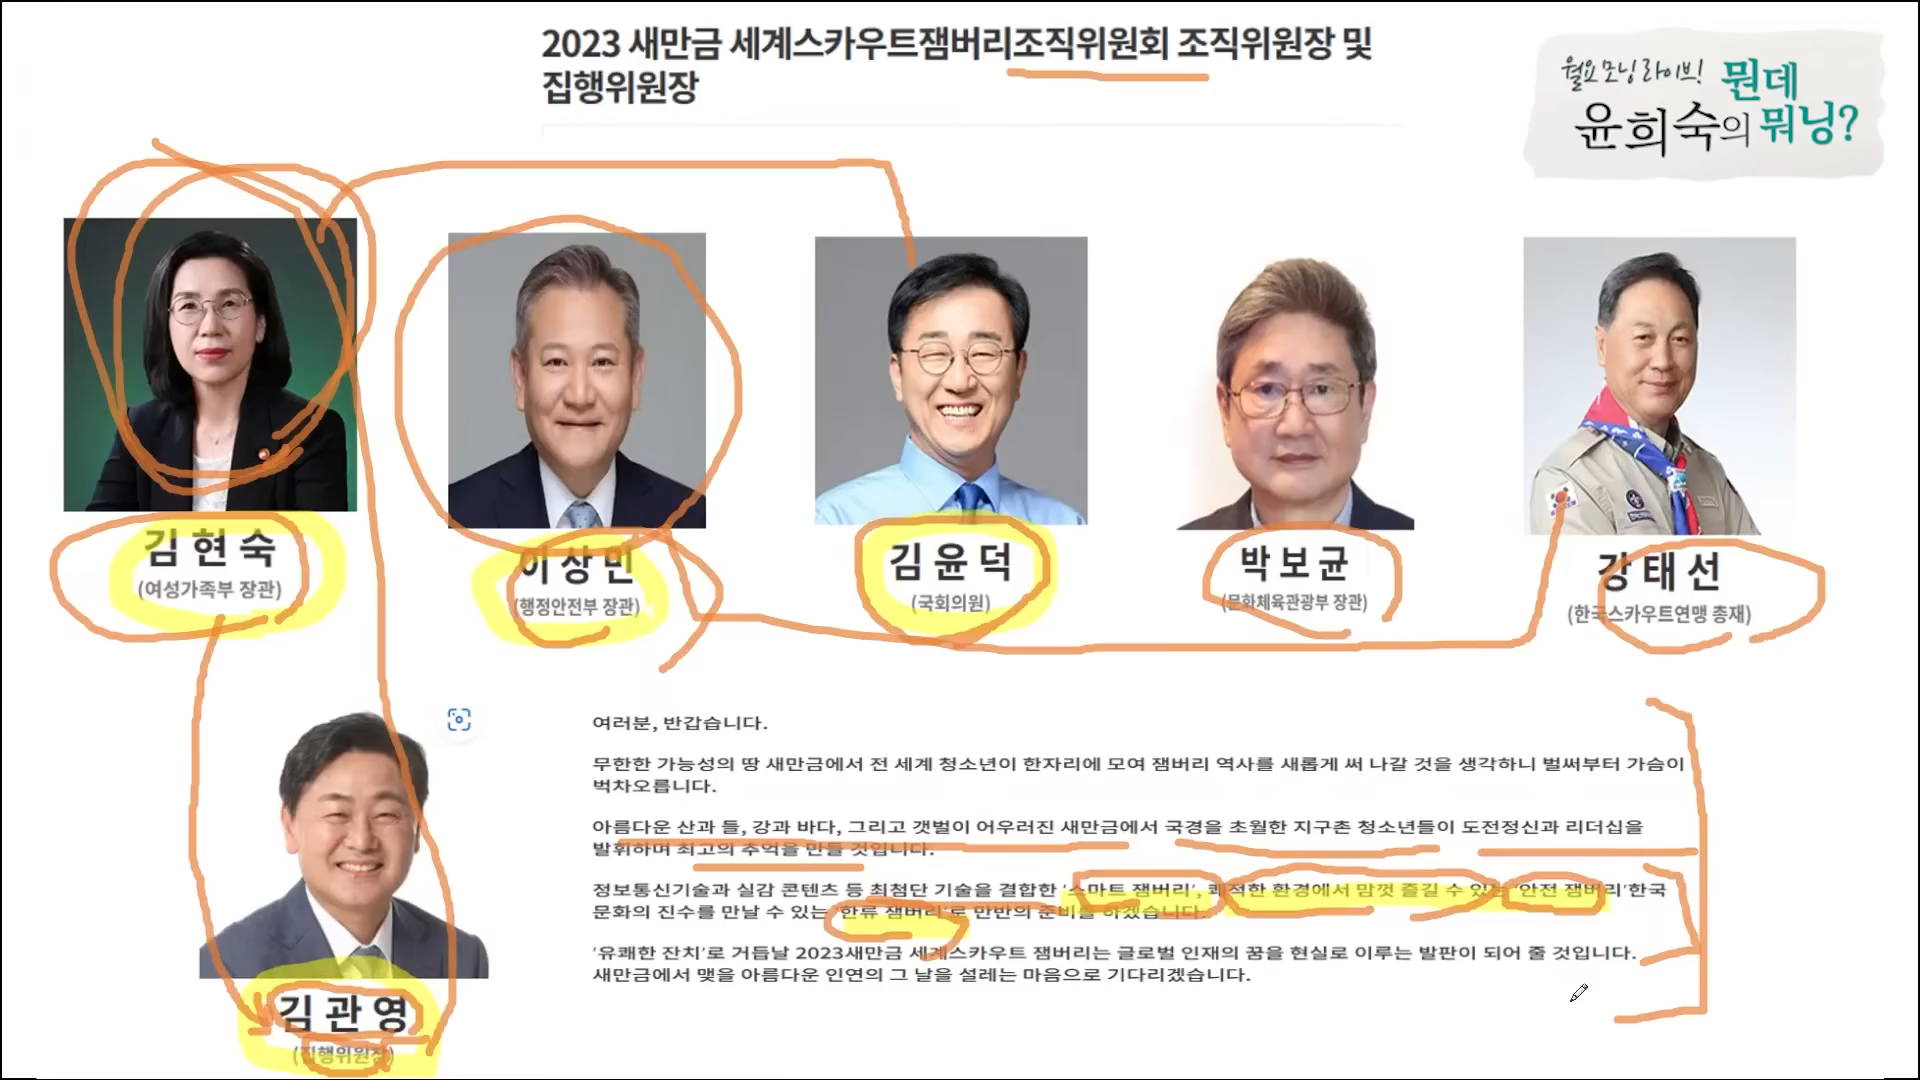 2023 새만금 세계스카우트잼버리조직위원회 조직위원장 및
집행위원장
월요 모닝 라이브! 뭔데
윤희숙의 뭐닝?
김현숙
(여성가족부 장관)
이상민
(행정안전부 장관)
김윤덕
(국회의원)
박보균
(문화체육관광부 장관)
강태선
(한국스카우트연맹 총재)
김관영
(집행위원장)
여러분, 반갑습니다.
무한한 가능성의 땅 새만금에서 전 세계 청소년이 한자리에 모여 잼버리 역사를 새롭게 써 나갈 것을 생각하니 벌써부터 가슴이
벅차오릅니다.
아름다운 산과 들, 강과 바다, 그리고 갯벌이 어우러진 새만금에서 국경을 초월한 지구촌 청소년들이 도전정신과 리더십을
발휘하며 최고의 추억을 만들 것입니다.
정보통신기술과 실감 콘텐츠 등 최첨단 기술을 결합한 '스마트 잼버리', 쾌적한 환경에서 맘껏 즐길 수 있는 '안전 잼버리'한국
문화의 진수를 만날 수 있는 '한류 잼버리'로 만반의 준비를 하겠습니다.
'유쾌한 잔치'로 거듭날 2023새만금 세계스카우트 잼버리는 글로벌 인재의 꿈을 현실로 이루는 발판이 되어 줄 것입니다.
새만금에서 맺을 아름다운 인연의 그 날을 설레는 마음으로 기다리겠습니다.